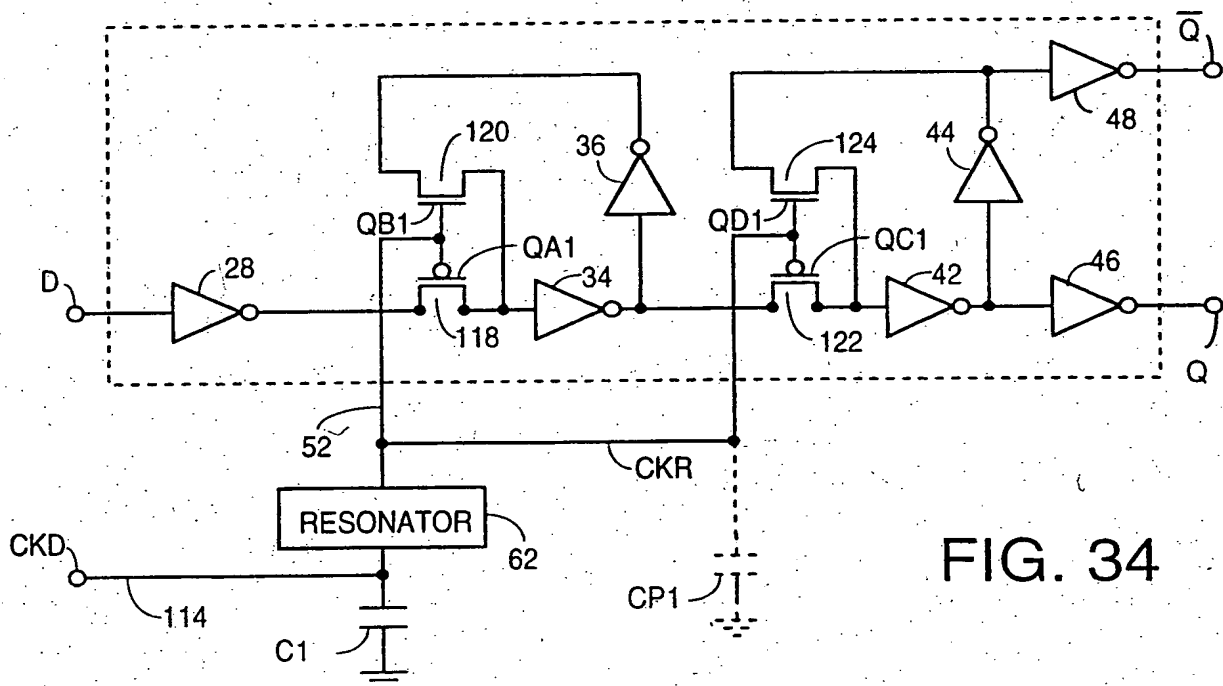 Q
48
120
36
124
44
QB1
QA1
QD1
QC1
D
28
34
42
46
118
122
Q
52
CKR
RESONATOR
CKD
62
114
C1
CP1
FIG. 34